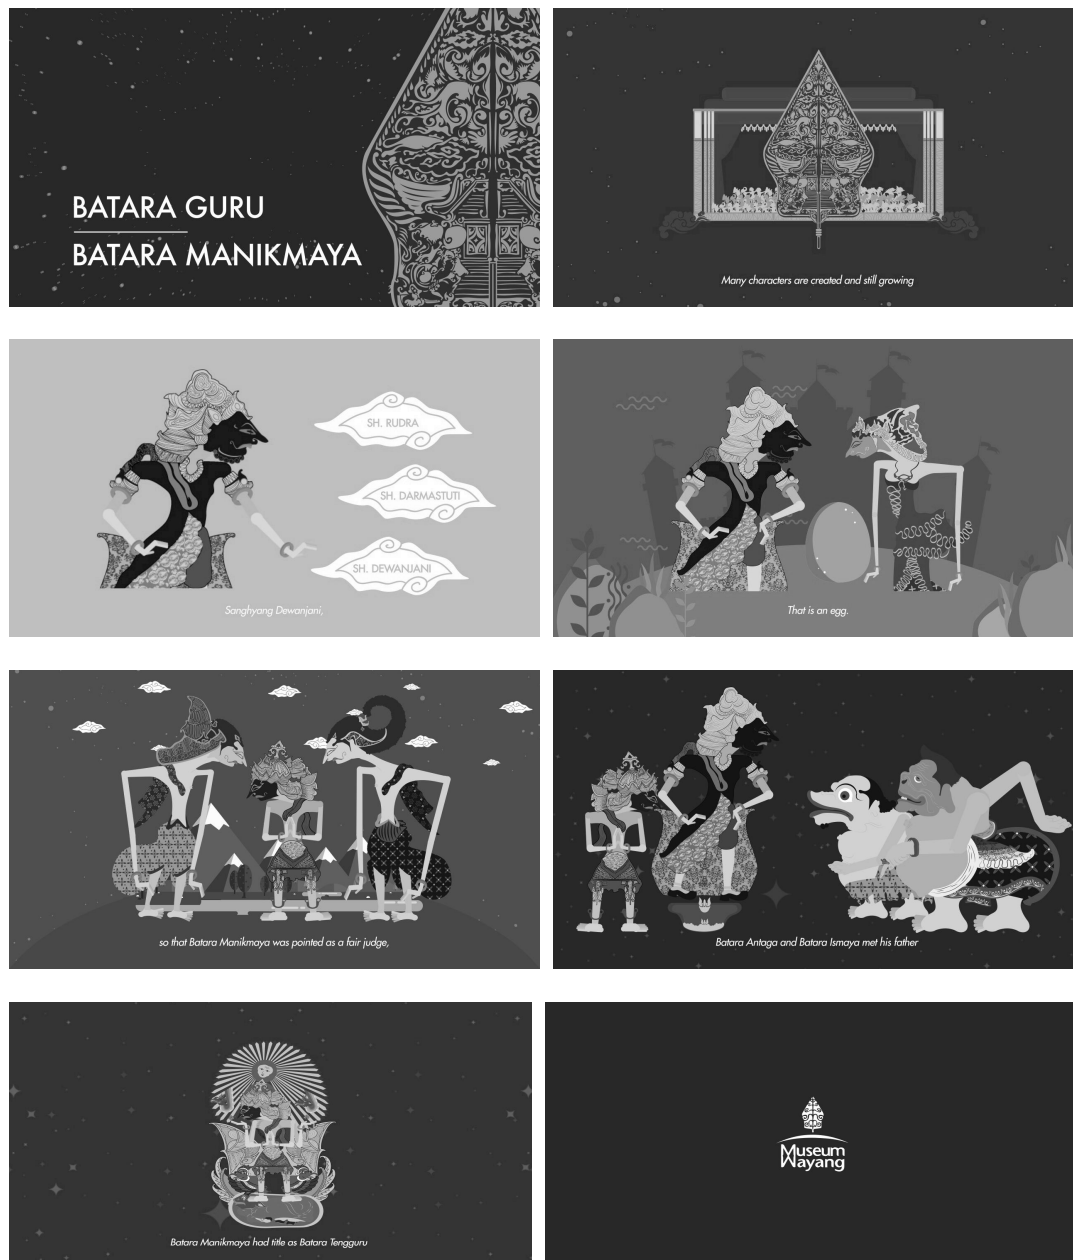 BATARA GURU
BATARA MANIKMAYA
Many characters are created and still growing
SH. RUDRA
SH. DARMASTUTI
SH. DEWANJANI
Sanghyang Dewanjani,
That is an egg.
so that Batara Manikmaya was pointed as a fair judge,
Batara Antaga and Batara Ismaya met his father
Batara Manikmaya had title as Batara Tengguru
Museum
Wayang